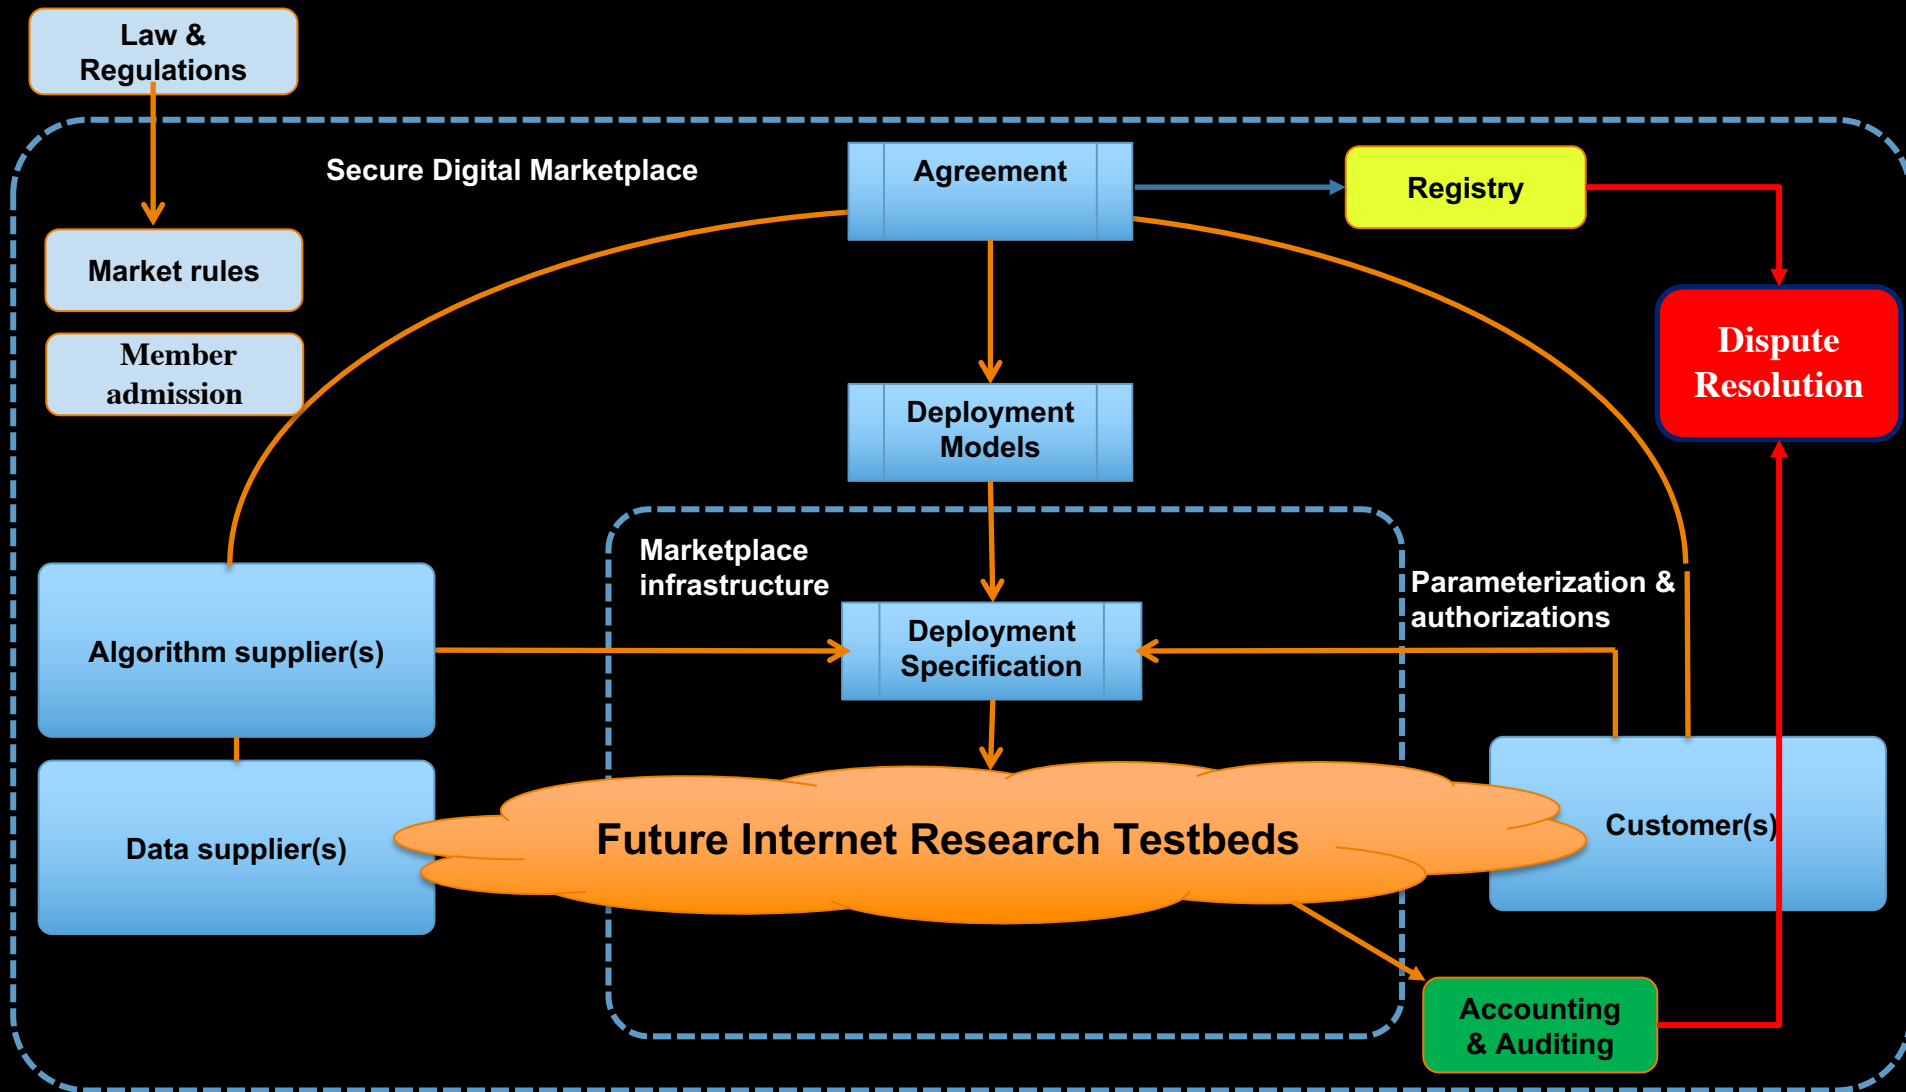 Law &
Regulations
Secure Digital Marketplace
Agreement
Registry
Market rules
Member
admission
Dispute
Resolution
Deployment
Models
Marketplace
infrastructure
Parameterization &
authorizations
Deployment
Specification
Algorithm supplier(s)
Data supplier(s)
Future Internet Research Testbeds
Customer(s)
Accounting
& Auditing